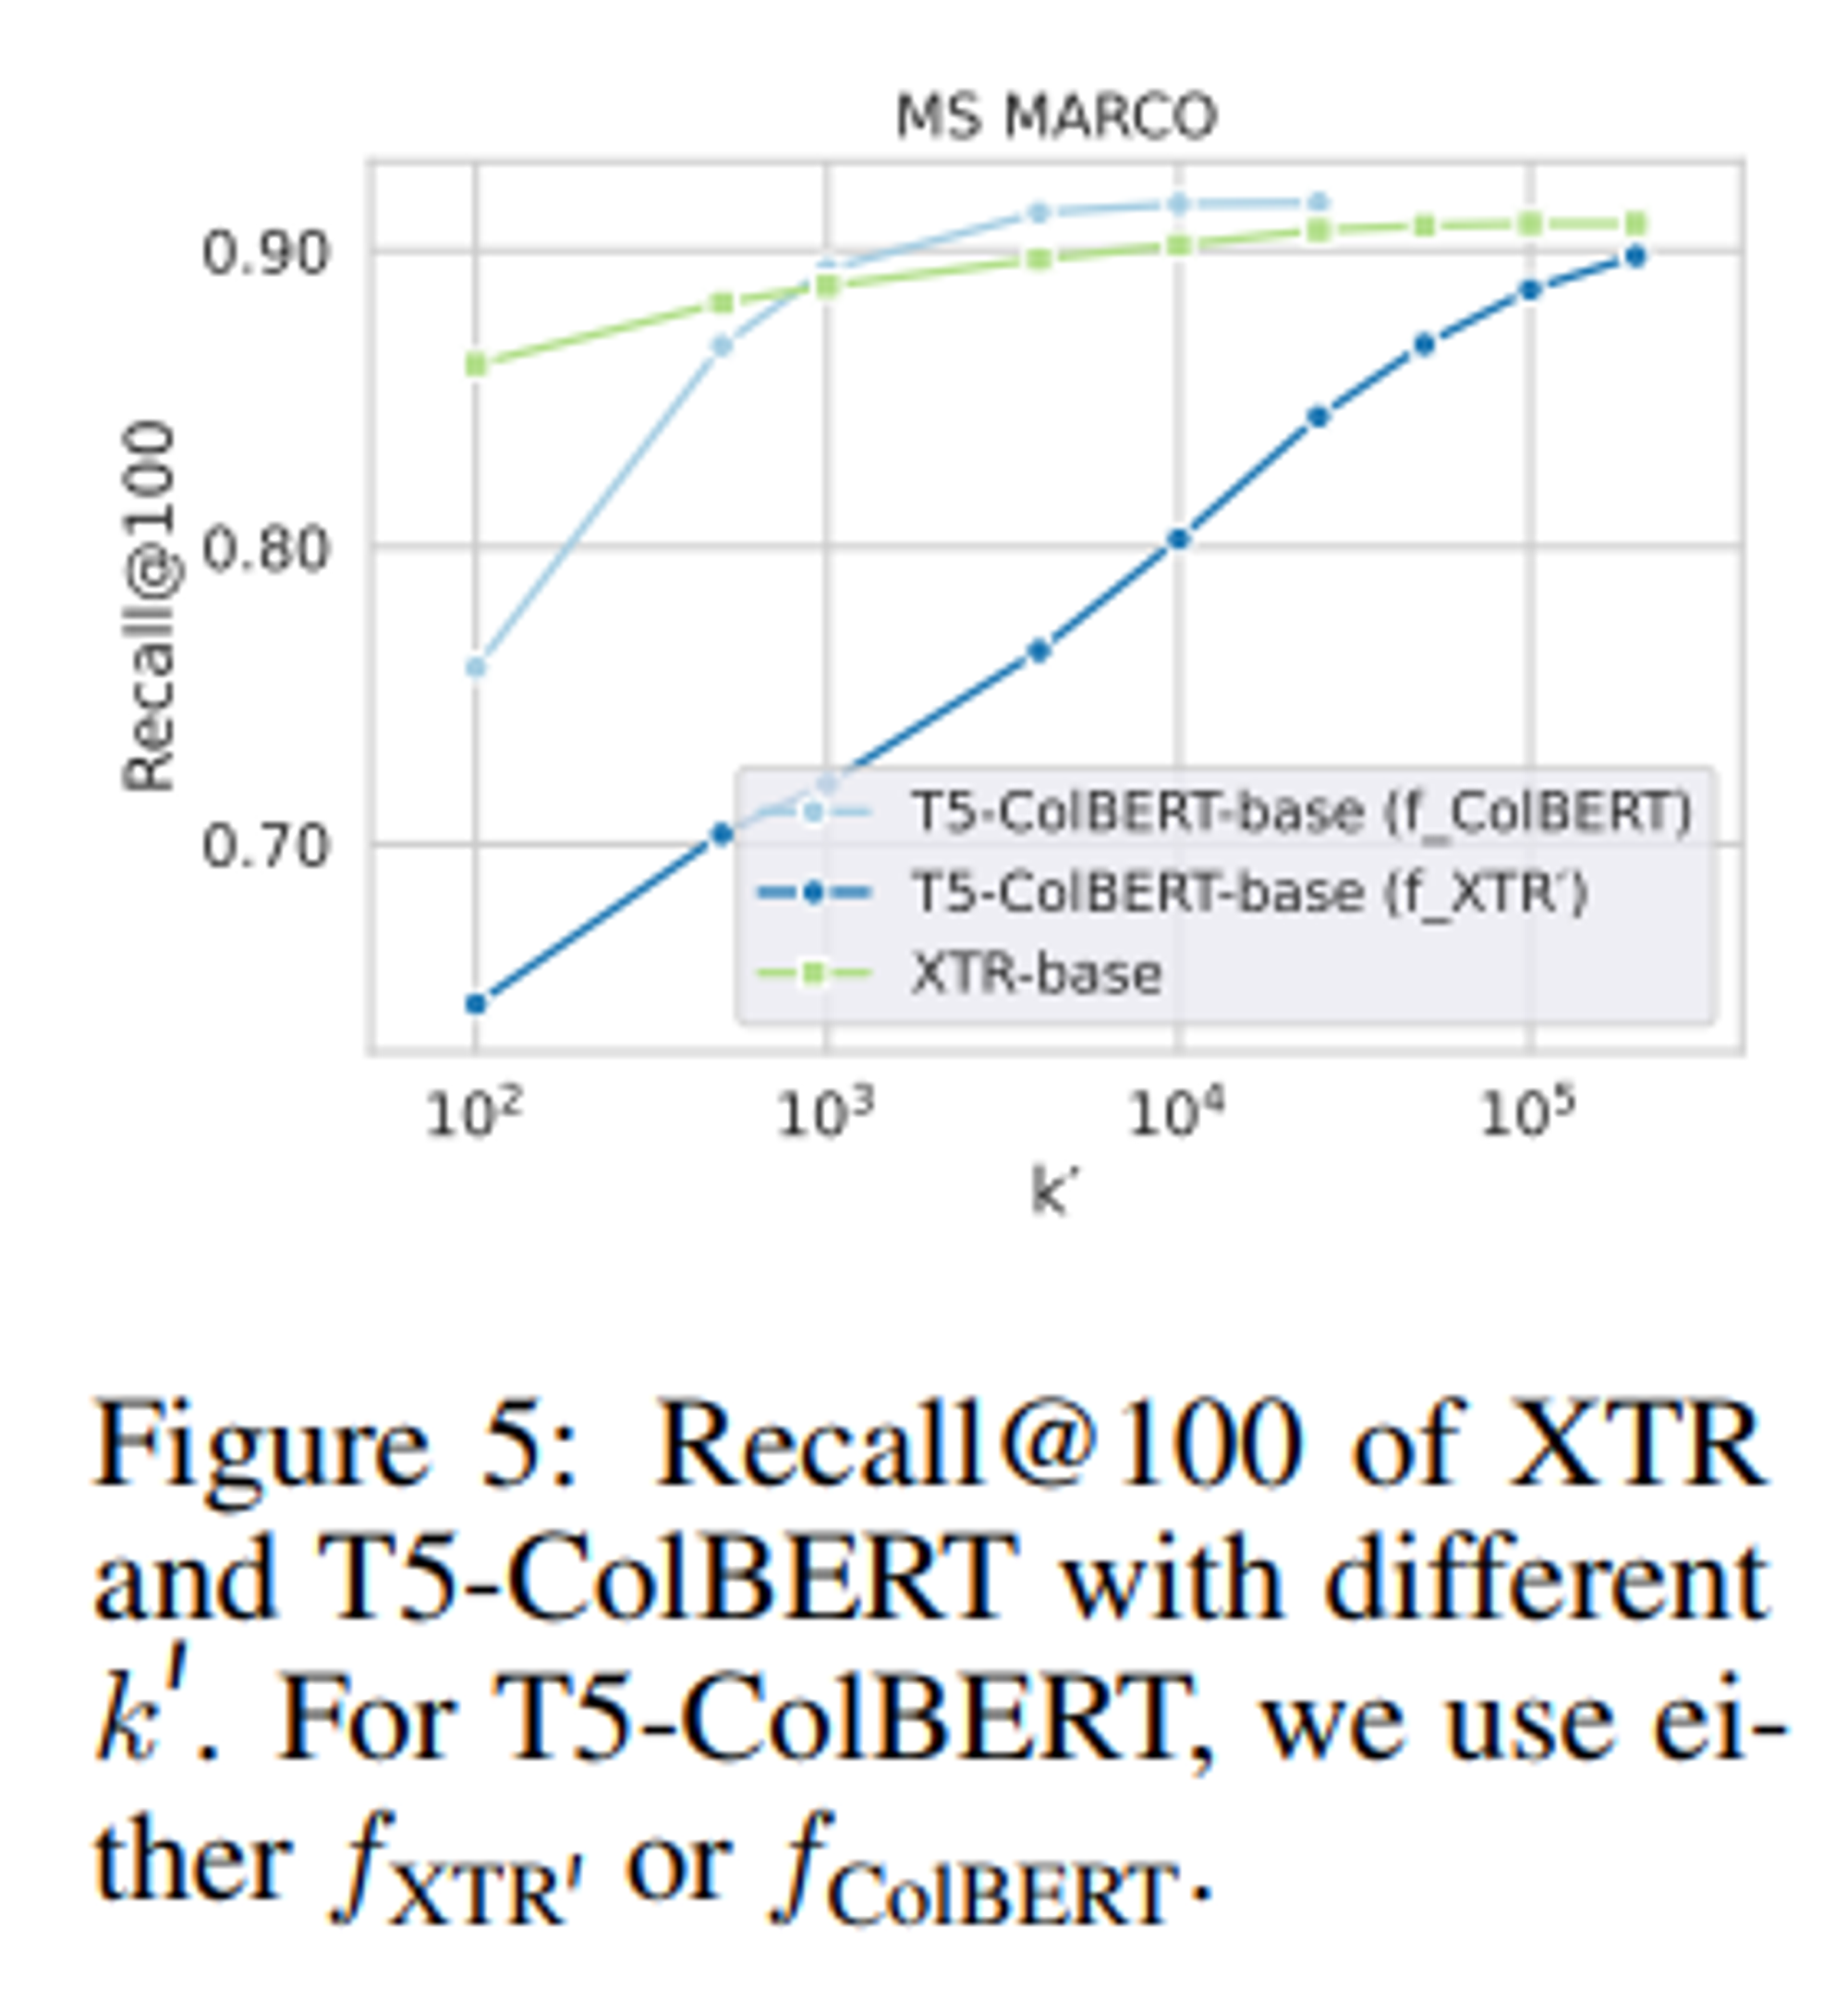 MS MARCO
0.90
0.80
0.70
Recall@100
T5-ColBERT-base (f_ColBERT)
T5-ColBERT-base (f_XTR′)
XTR-base
10² 10³ 10⁴ 10⁵
k′
Figure 5: Recall@100 of XTR
and T5-ColBERT with different
k′. For T5-ColBERT, we use ei-
ther f_XTR′ or f_ColBERT.